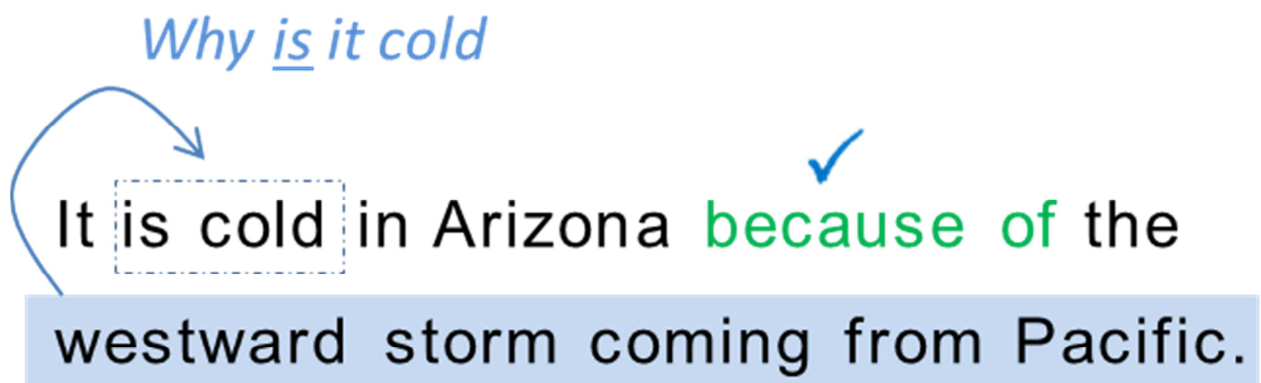 Why is it cold
It is cold in Arizona because of the
westward storm coming from Pacific.